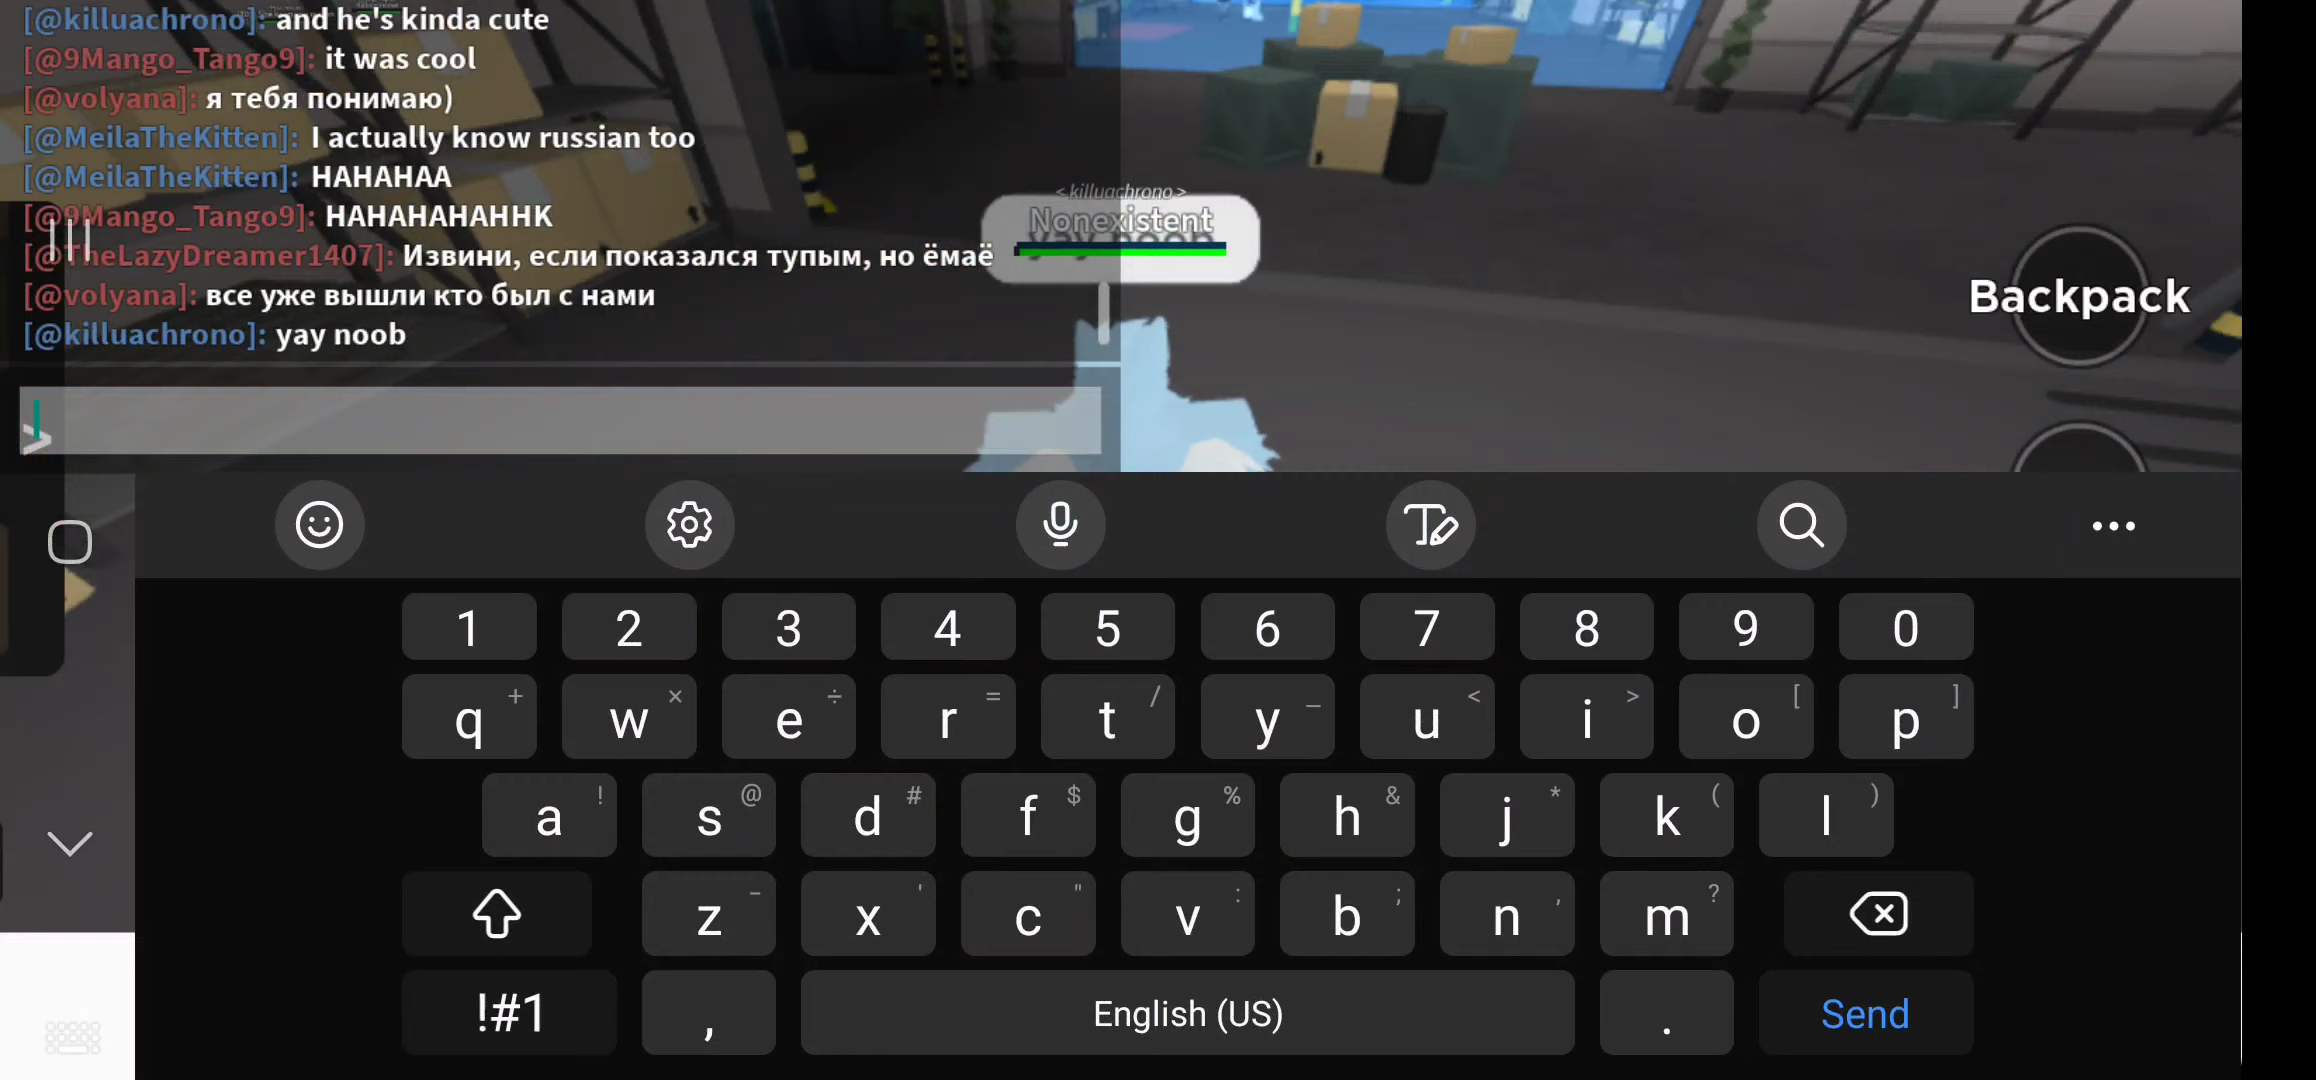 [@killuachrono]: and he's kinda cute
[@9Mango_Tango9]: it was cool
[@volyana]: я тебя понимаю)
[@MeilaTheKitten]: I actually know russian too
[@MeilaTheKitten]: HAHAHAA
[@9Mango_Tango9]: HAHAHAHAHHK
[@TheLazyDreamer1407]: Извини, если показался тупым, но ёмаё
[@volyana]: все уже вышли кто был с нами
[@killuachrono]: yay noob
<killuachrono>
Nonexistent
yay noob
Backpack
>
1 2 3 4 5 6 7 8 9 0
q + w × e ÷ r = t / y _ u < i > o [ p ]
a ! s @ d # f $ g % h & j * k ( l )
z - x ' c " v : b ; n , m ?
!#1 , English (US) . Send